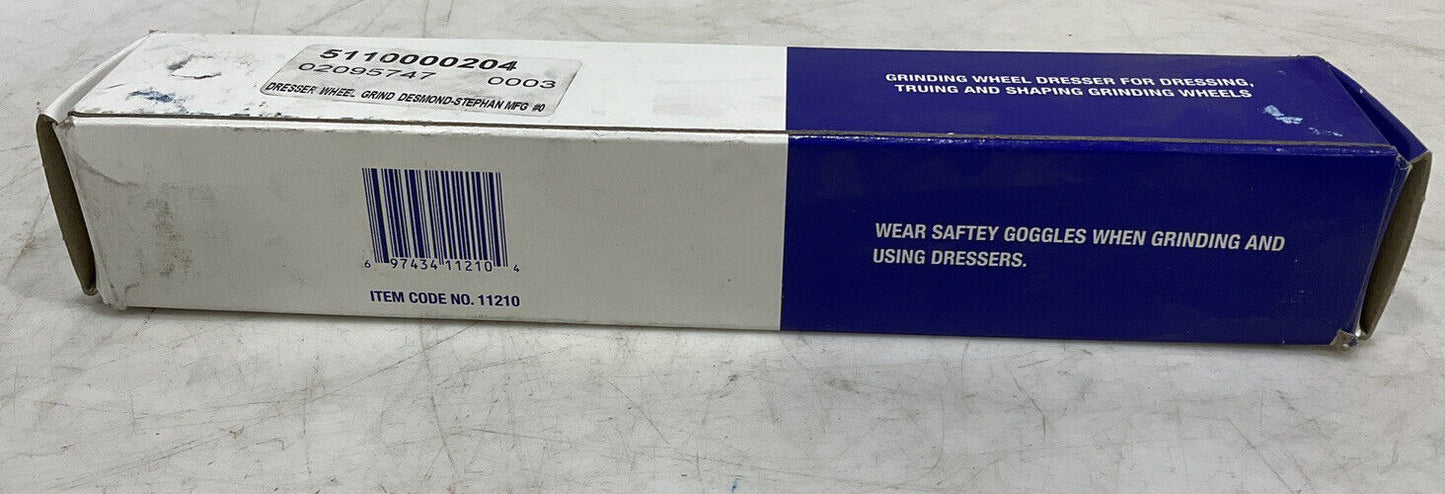 5110000204
02095747 0003
DRESSER WHEEL GRIND DESMOND-STEPHAN MFG #0
GRINDING WHEEL DRESSER FOR DRESSING,
TRUING AND SHAPING GRINDING WHEELS
6 97434 11210 4
ITEM CODE NO. 11210
WEAR SAFTEY GOGGLES WHEN GRINDING AND
USING DRESSERS.